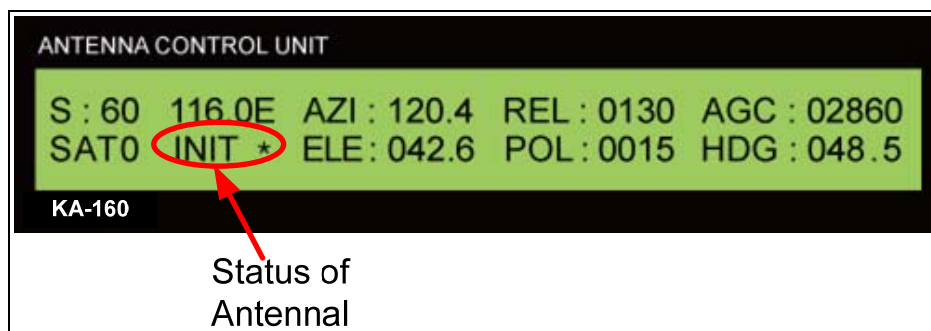 ANTENNA CONTROL UNIT
S : 60 116.0E AZI : 120.4 REL : 0130 AGC : 02860
SAT0 INIT * ELE : 042.6 POL : 0015 HDG : 048.5
KA-160
Status of
Antennal